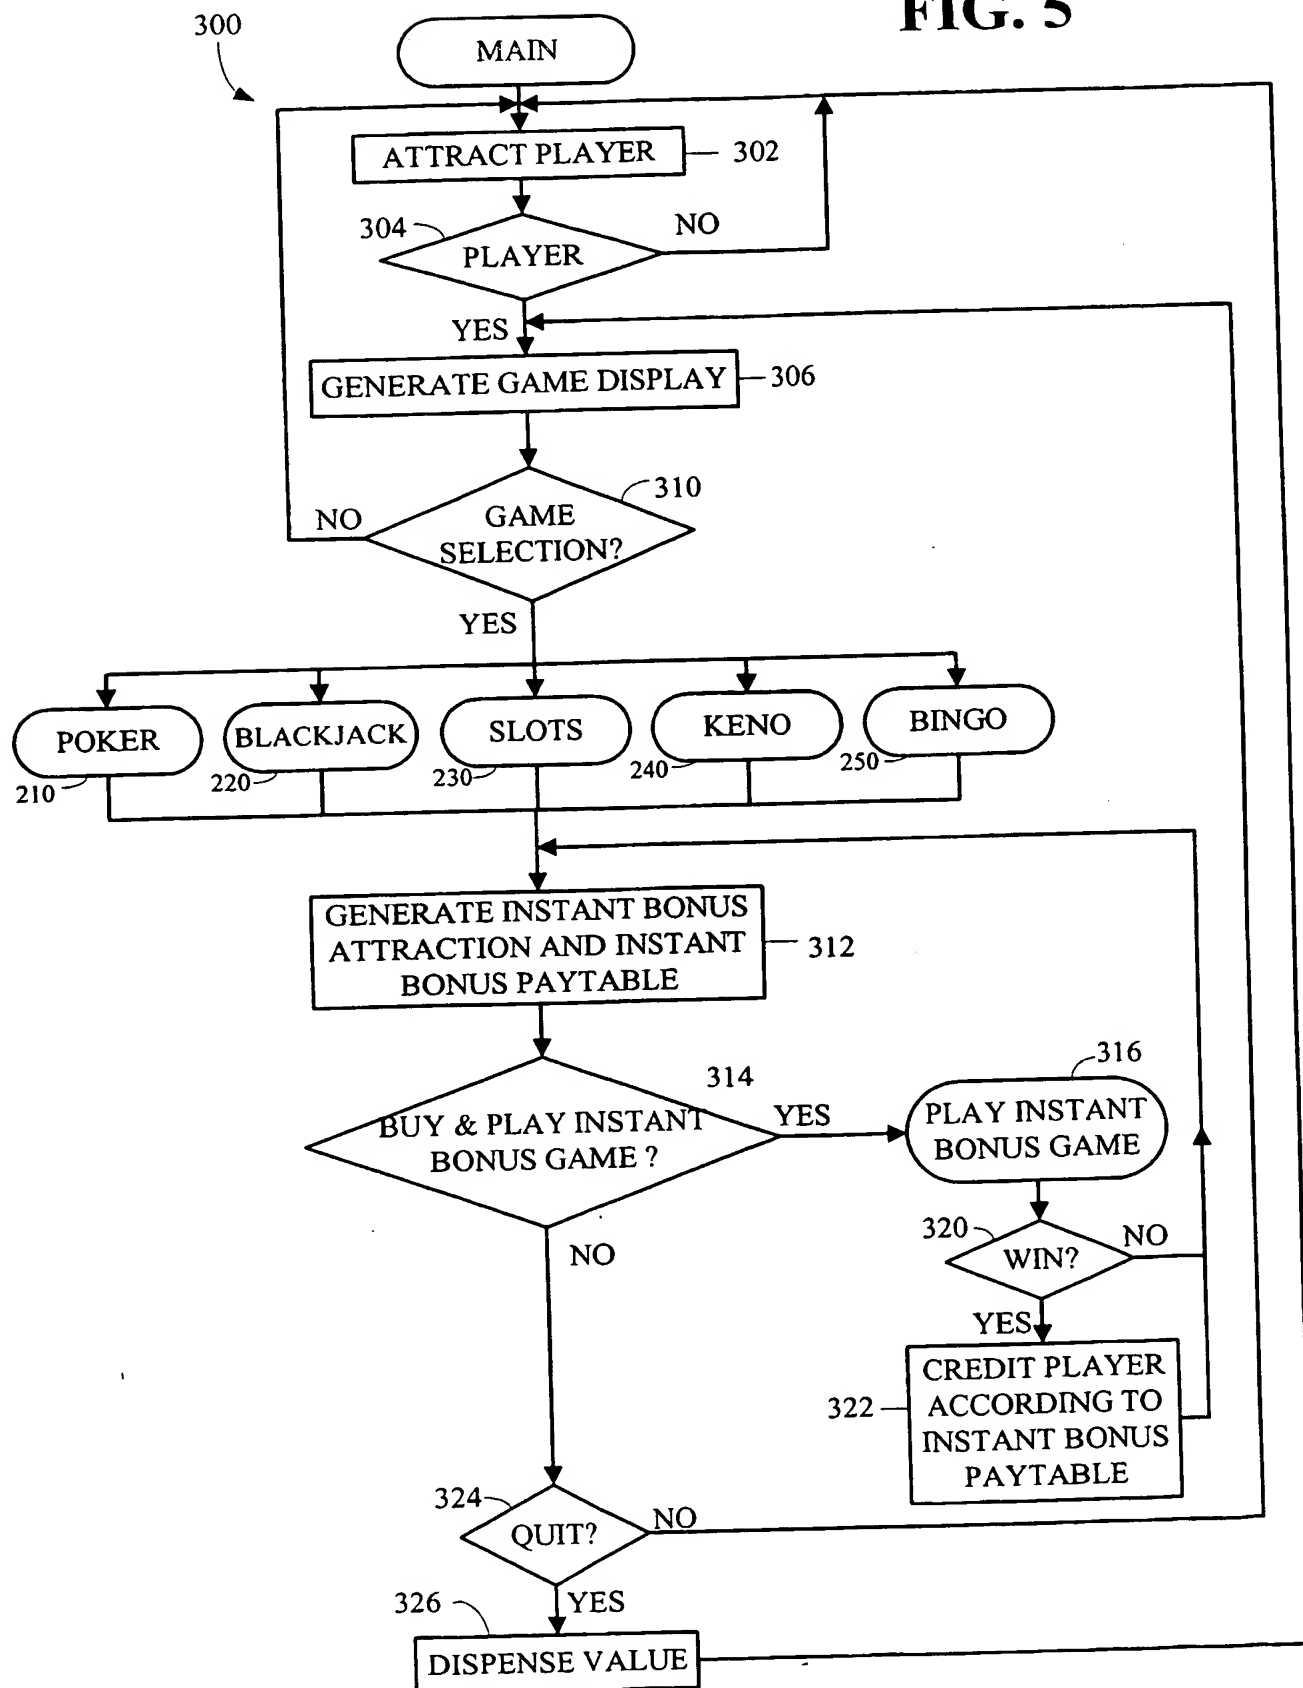 FIG. 5
300
MAIN
ATTRACT PLAYER
302
304
PLAYER
NO
YES
GENERATE GAME DISPLAY
306
310
GAME
SELECTION?
NO
YES
POKER
BLACKJACK
SLOTS
KENO
BINGO
210
220
230
240
250
GENERATE INSTANT BONUS
ATTRACTION AND INSTANT
BONUS PAYTABLE
312
314
BUY & PLAY INSTANT
BONUS GAME ?
YES
316
PLAY INSTANT
BONUS GAME
NO
320
WIN?
NO
YES
322
CREDIT PLAYER
ACCORDING TO
INSTANT BONUS
PAYTABLE
324
QUIT?
NO
YES
326
DISPENSE VALUE